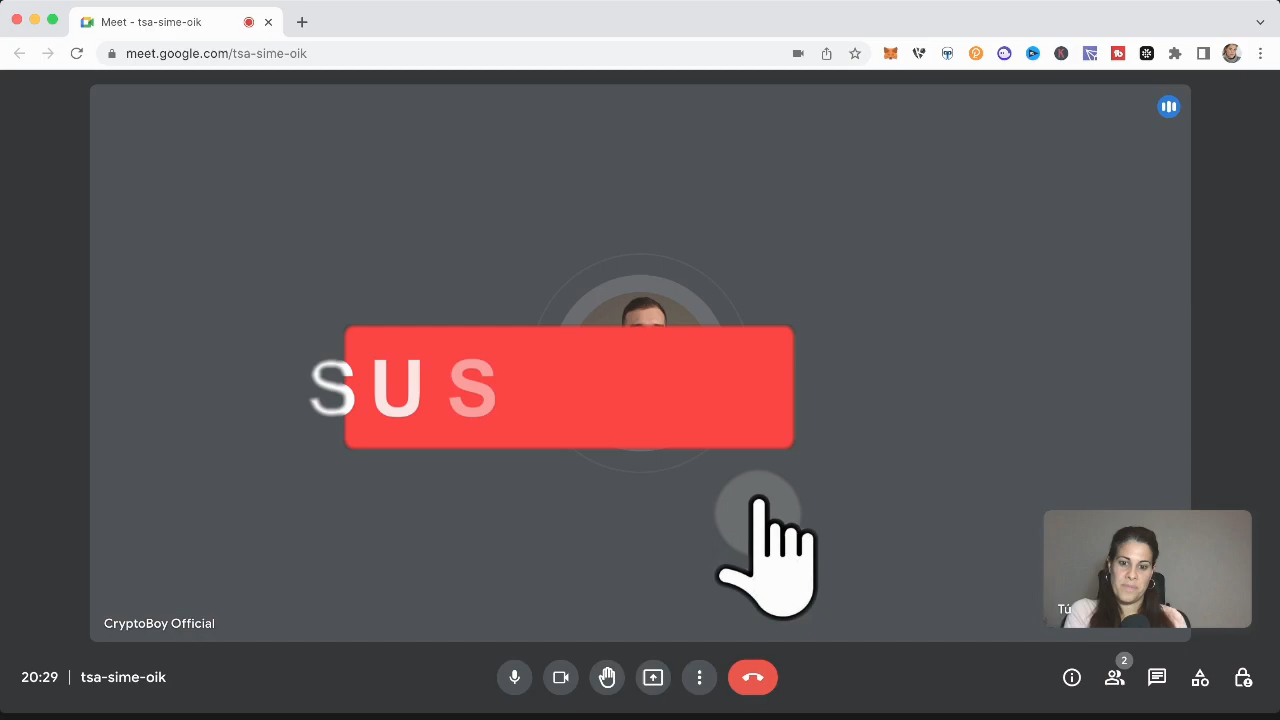 Meet - tsa-sime-oik
meet.google.com/tsa-sime-oik
SUS
CryptoBoy Official
Tú
20:29 | tsa-sime-oik
2